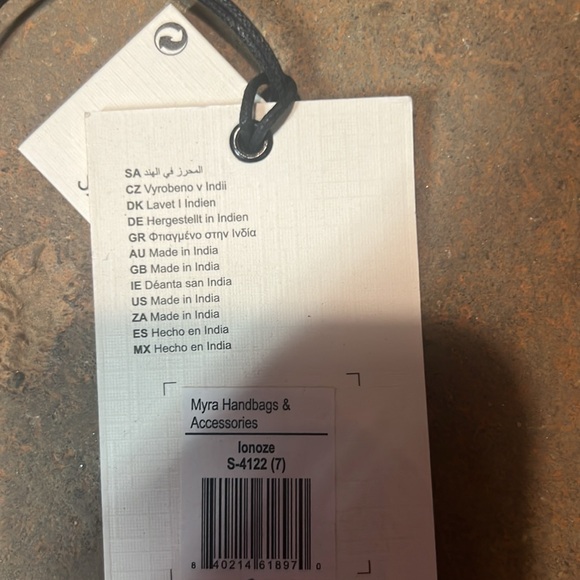 SA المحرز في الهند
CZ Vyrobeno v Indii
DK Lavet I Indien
DE Hergestellt in Indien
GR Φτιαγμένο στην Ινδία
AU Made in India
GB Made in India
IE Déanta san India
US Made in India
ZA Made in India
ES Hecho en India
MX Hecho en India
Myra Handbags &
Accessories
Ionoze
S-4122 (7)
8 40214 61897 0